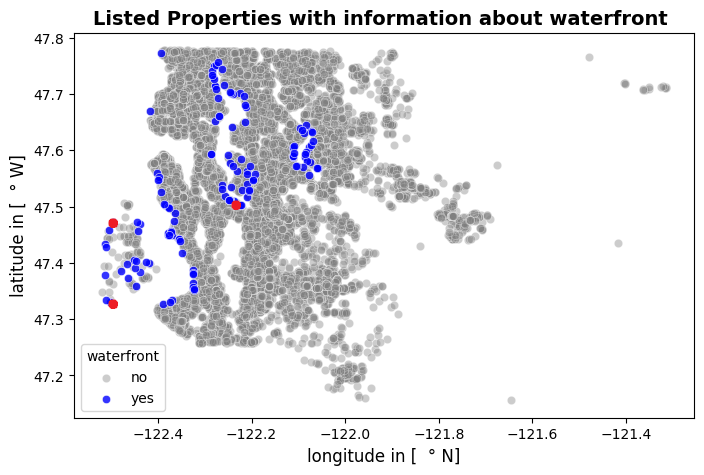 Listed Properties with information about waterfront
47.8
47.7
47.6
47.5
47.4
47.3
47.2
latitude in [  ° W]
waterfront
no
yes
−122.4
−122.2
−122.0
−121.8
−121.6
−121.4
longitude in [  ° N]